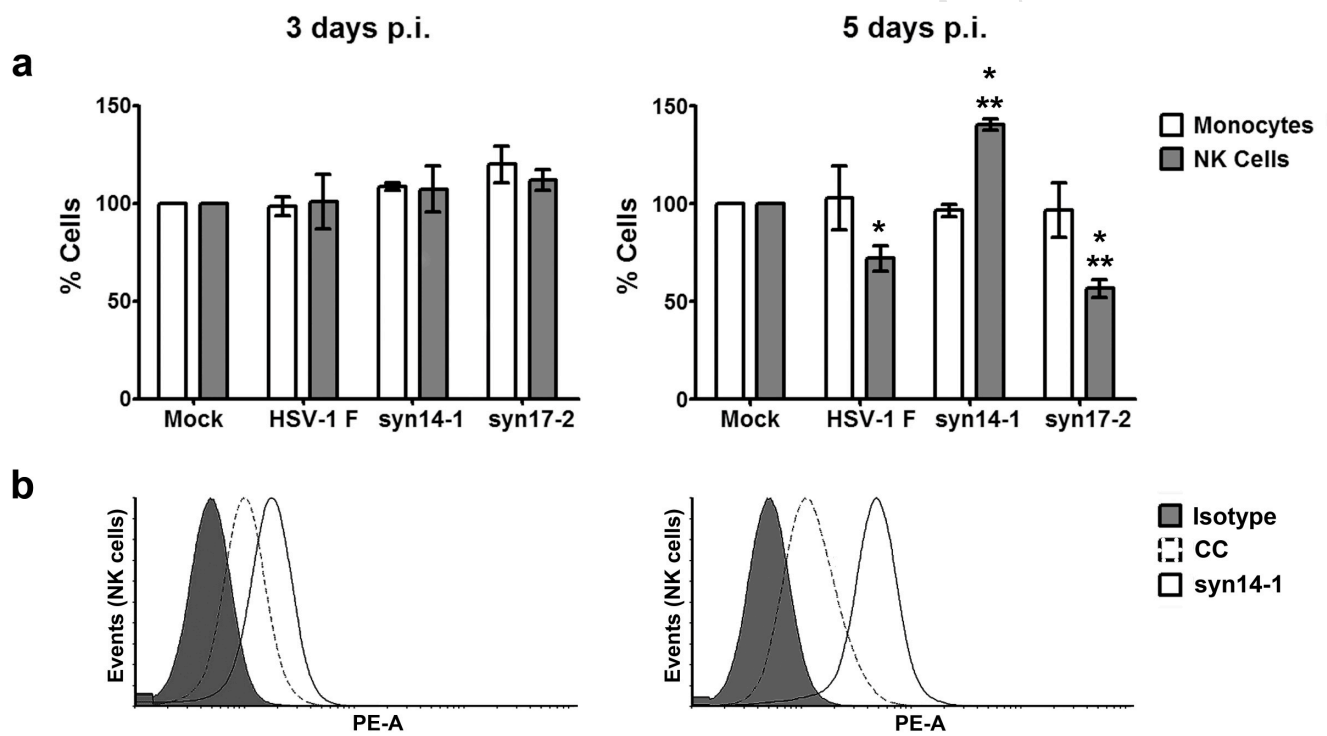 3 days p.i.
5 days p.i.
a
% Cells
150
100
50
0
Mock HSV-1 F syn14-1 syn17-2
% Cells
150
100
50
0
*
*
**
*
**
Mock HSV-1 F syn14-1 syn17-2
Monocytes
NK Cells
b
Events (NK cells)
PE-A
Events (NK cells)
PE-A
Isotype
CC
syn14-1